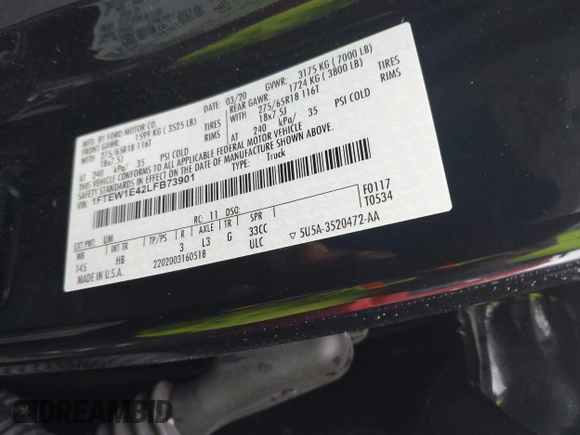 MFD. BY FORD MOTOR CO.
DATE: 03/20 GVWR: 3175 KG ( 7000 LB)
FRONT GAWR: 1599 KG ( 3525 LB) REAR GAWR: 1724 KG ( 3800 LB)
WITH 275/65R18 116T TIRES WITH 275/65R18 116T TIRES
18x7.5J RIMS 18x7.5J RIMS
AT 240 kPa/ 35 PSI COLD AT 240 kPa/ 35 PSI COLD
THIS VEHICLE CONFORMS TO ALL APPLICABLE FEDERAL MOTOR VEHICLE
SAFETY STANDARDS IN EFFECT ON THE DATE OF MANUFACTURE SHOWN ABOVE.
VIN: 1FTEW1E42LFB73901
TYPE: Truck
F0117
T0534
EXT PNT: UM RC: 11 DSO:
WB INT TR TP/PS R AXLE TR SPR
145 HB 3 L3 G 33CC
ULC
5U5A-3520472-AA
MADE IN U.S.A. 2202003160518
DREAMBID